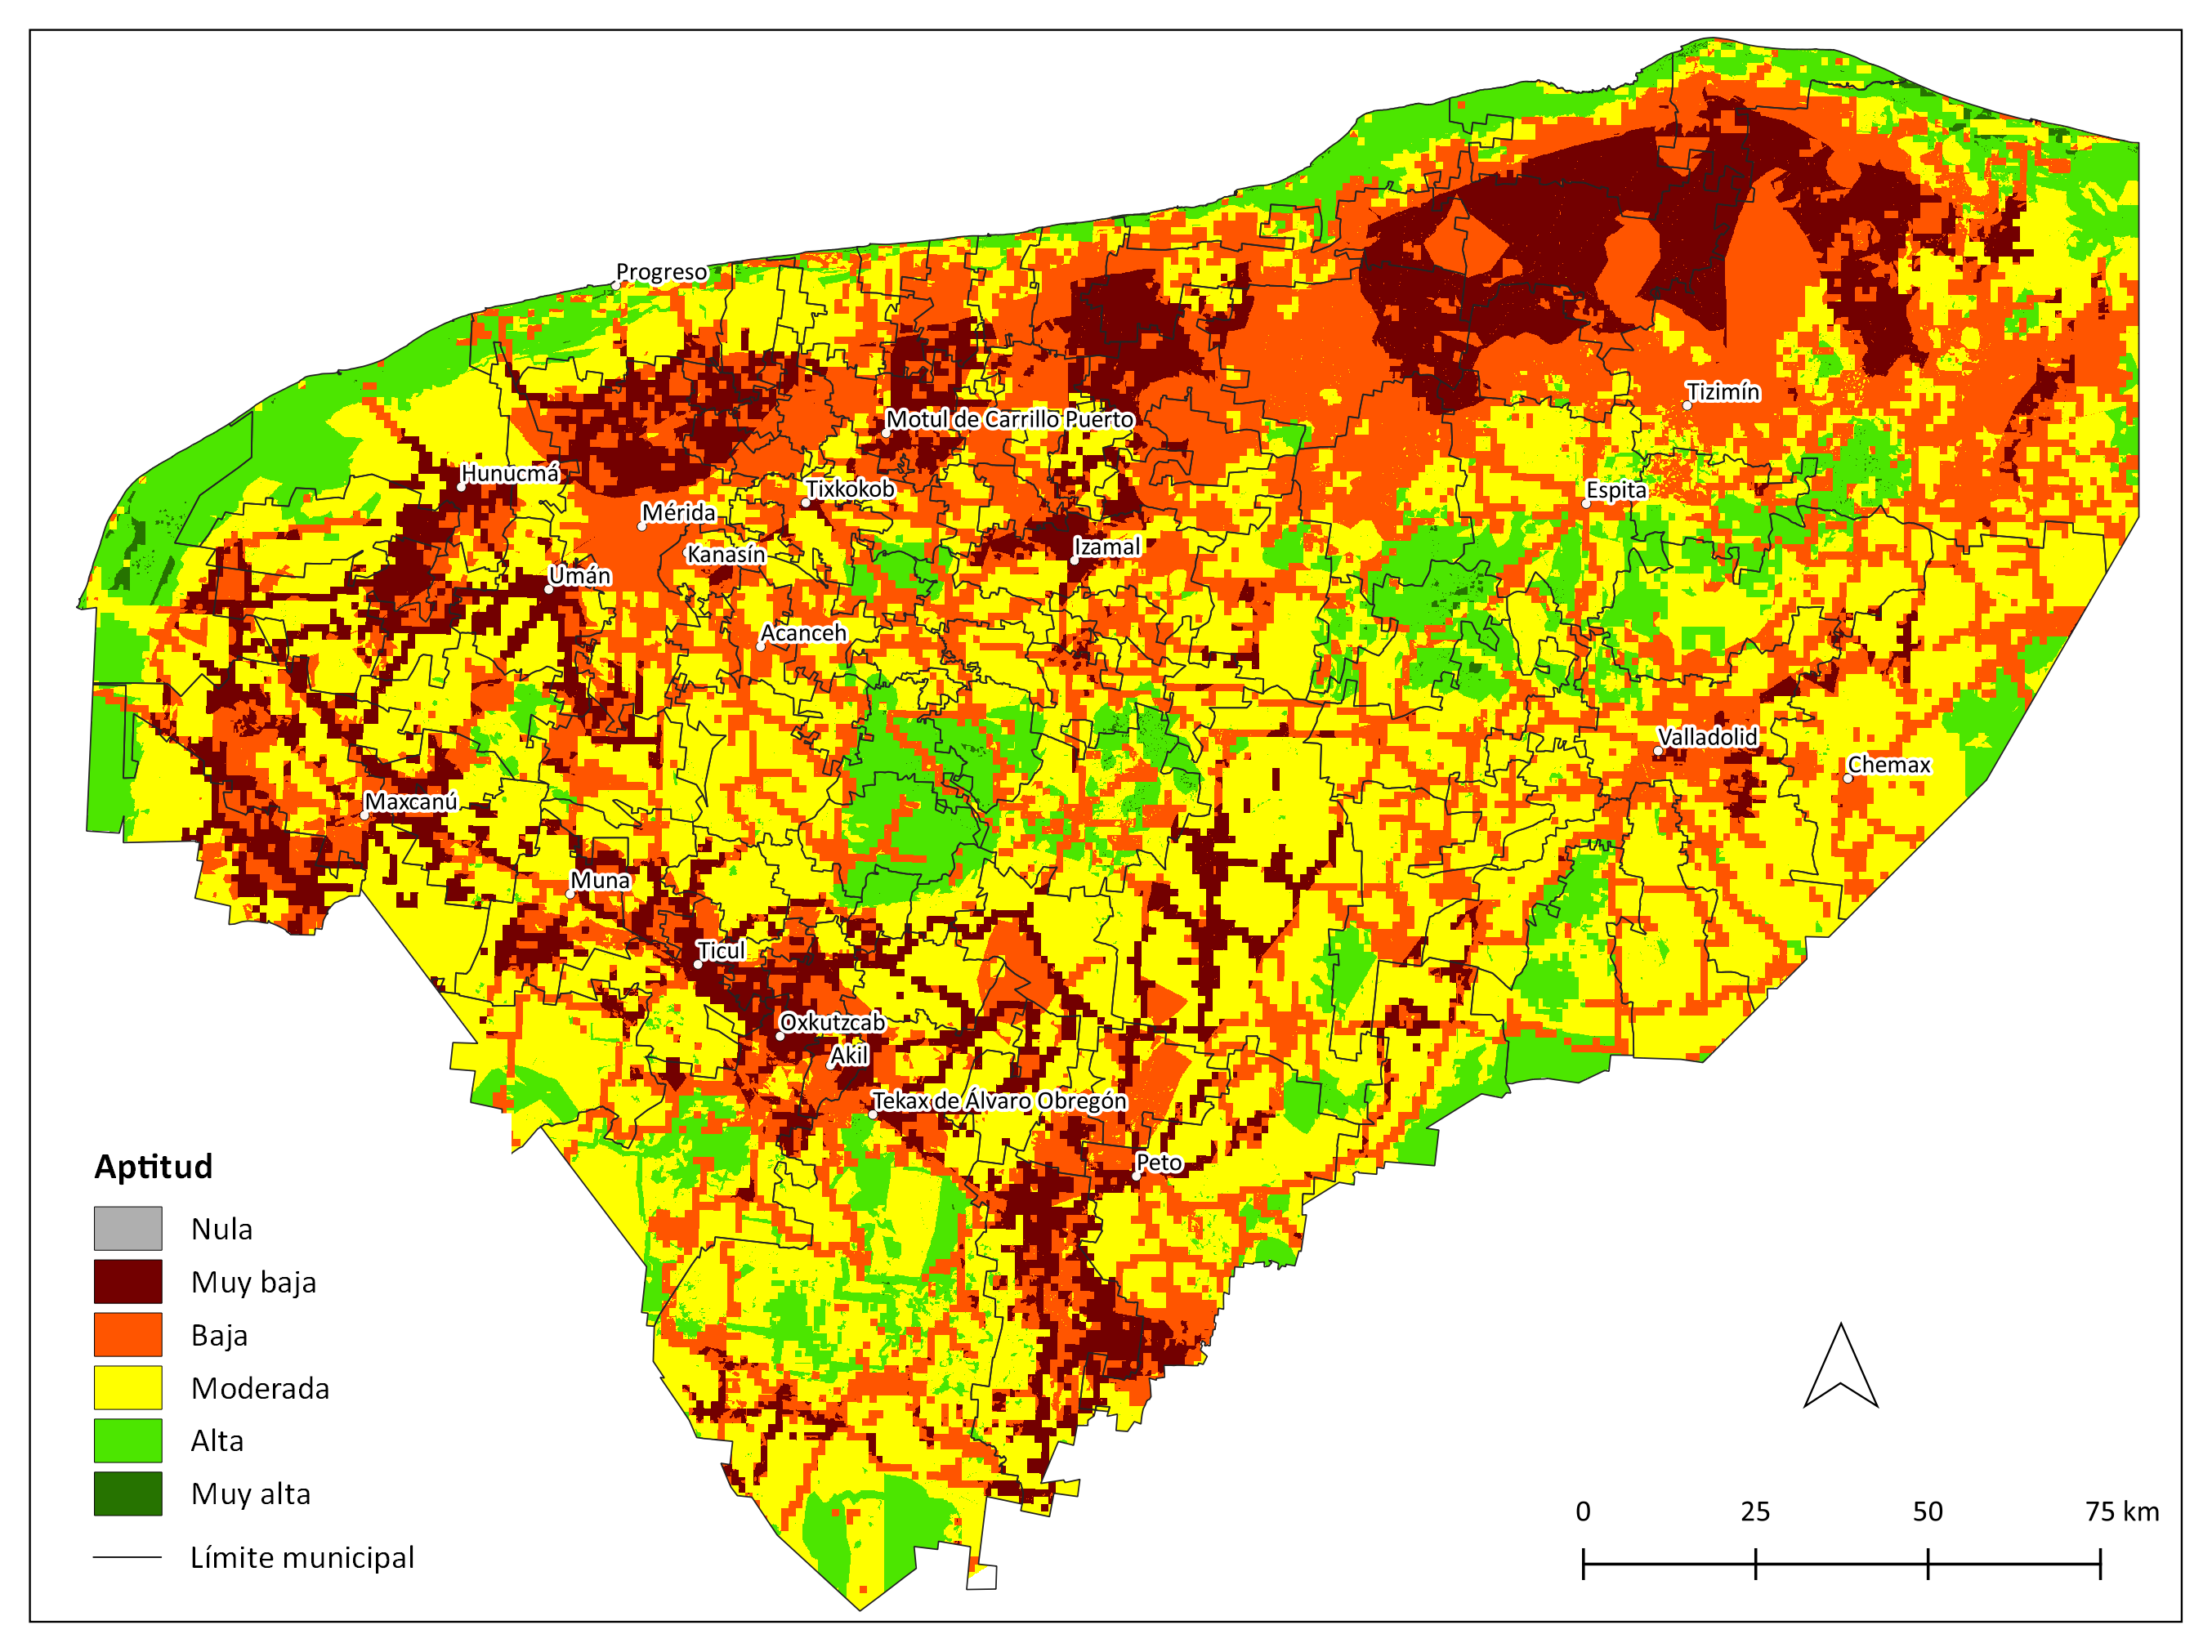 Progreso
Tizimín
Motul de Carrillo Puerto
Hunucmá
Tixkokob
Espita
Mérida
Izamal
Kanasín
Umán
Acanceh
Valladolid
Chemax
Maxcanú
Muna
Ticul
Oxkutzcab
Akil
Tekax de Álvaro Obregón
Peto
Aptitud
Nula
Muy baja
Baja
Moderada
Alta
Muy alta
Límite municipal
0 25 50 75 km